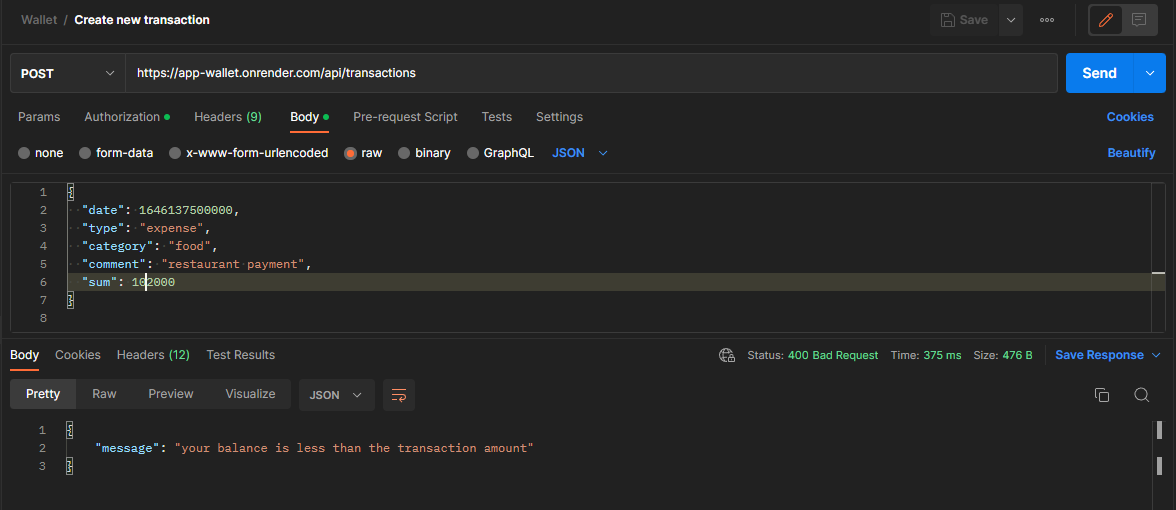 Wallet / Create new transaction
Save
POST https://app-wallet.onrender.com/api/transactions Send
Params Authorization Headers (9) Body Pre-request Script Tests Settings Cookies
none form-data x-www-form-urlencoded raw binary GraphQL JSON Beautify
1 {
2 "date": 1646137500000,
3 "type": "expense",
4 "category": "food",
5 "comment": "restaurant payment",
6 "sum": 102000
7 }
8
Body Cookies Headers (12) Test Results Status: 400 Bad Request Time: 375 ms Size: 476 B Save Response
Pretty Raw Preview Visualize JSON
1 {
2 "message": "your balance is less than the transaction amount"
3 }